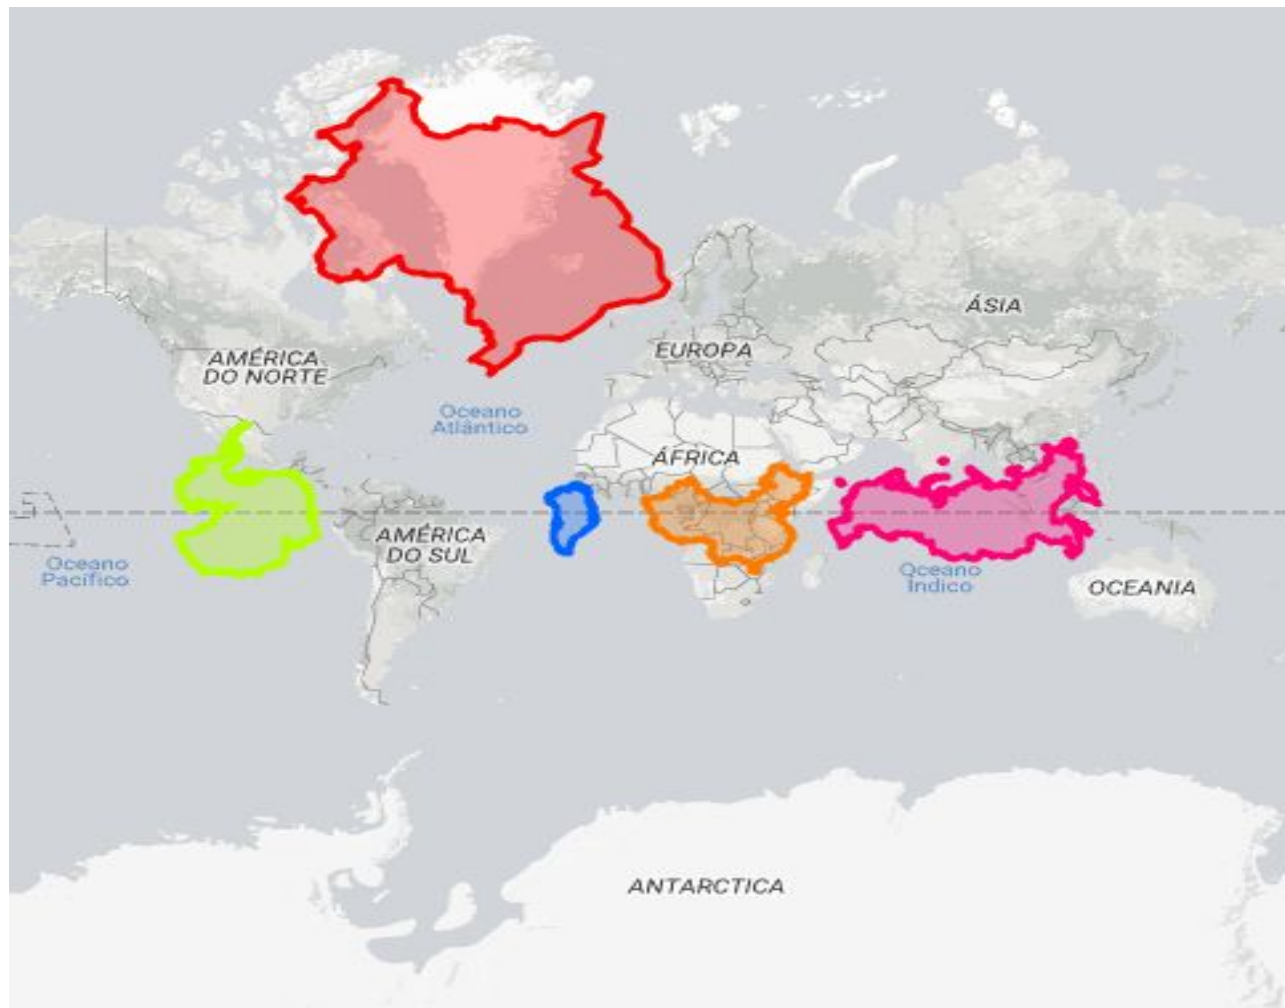 ÁSIA
AMÉRICA
DO NORTE
EUROPA
Oceano
Atlântico
ÁFRICA
AMÉRICA
DO SUL
Oceano
Pacífico
Oceano
Índico
OCEANIA
ANTARCTICA